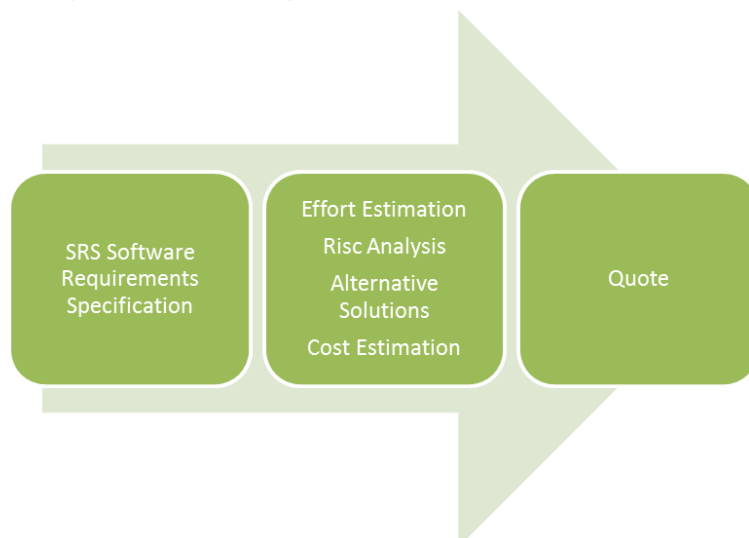 SRS Software
Requirements
Specification
Effort Estimation
Risc Analysis
Alternative
Solutions
Cost Estimation
Quote